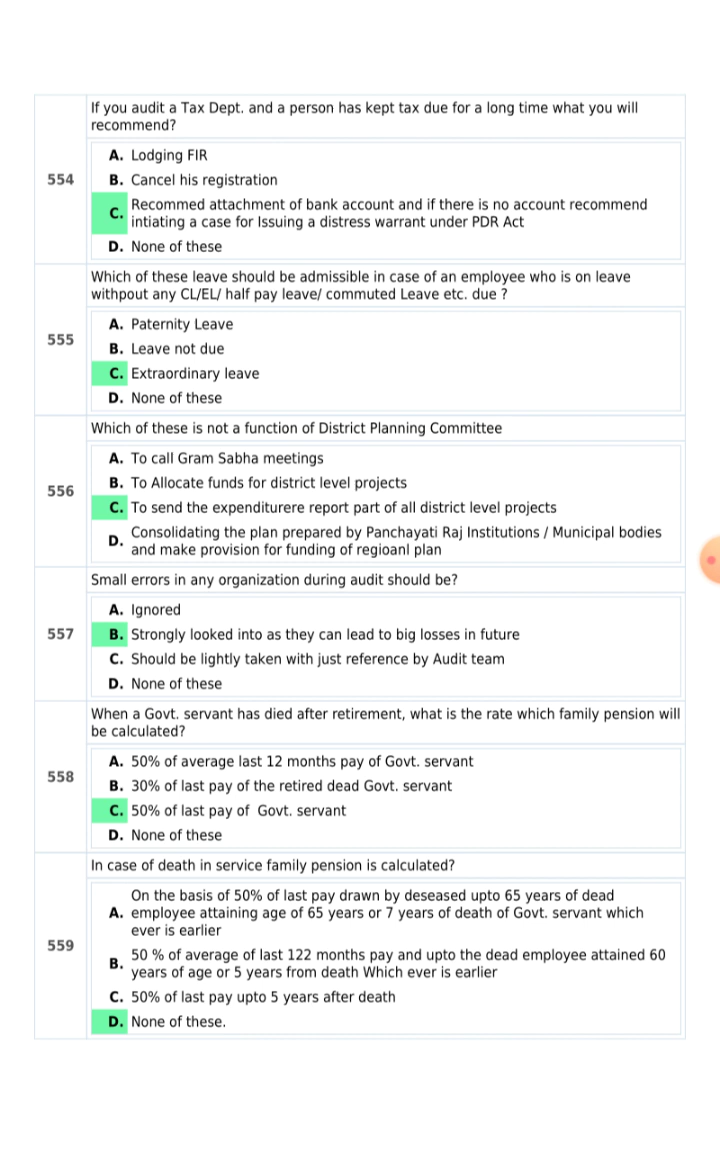 If you audit a Tax Dept. and a person has kept tax due for a long time what you will
recommend?
554
A. Lodging FIR
B. Cancel his registration
C. Recommed attachment of bank account and if there is no account recommend
intiating a case for Issuing a distress warrant under PDR Act
D. None of these
Which of these leave should be admissible in case of an employee who is on leave
withpout any CL/EL/ half pay leave/ commuted Leave etc. due ?
555
A. Paternity Leave
B. Leave not due
C. Extraordinary leave
D. None of these
Which of these is not a function of District Planning Committee
556
A. To call Gram Sabha meetings
B. To Allocate funds for district level projects
C. To send the expenditurere report part of all district level projects
D. Consolidating the plan prepared by Panchayati Raj Institutions / Municipal bodies
and make provision for funding of regioanl plan
Small errors in any organization during audit should be?
557
A. Ignored
B. Strongly looked into as they can lead to big losses in future
C. Should be lightly taken with just reference by Audit team
D. None of these
When a Govt. servant has died after retirement, what is the rate which family pension will
be calculated?
558
A. 50% of average last 12 months pay of Govt. servant
B. 30% of last pay of the retired dead Govt. servant
C. 50% of last pay of  Govt. servant
D. None of these
In case of death in service family pension is calculated?
559
On the basis of 50% of last pay drawn by deseased upto 65 years of dead
A. employee attaining age of 65 years or 7 years of death of Govt. servant which
ever is earlier
B. 50 % of average of last 122 months pay and upto the dead employee attained 60
years of age or 5 years from death Which ever is earlier
C. 50% of last pay upto 5 years after death
D. None of these.